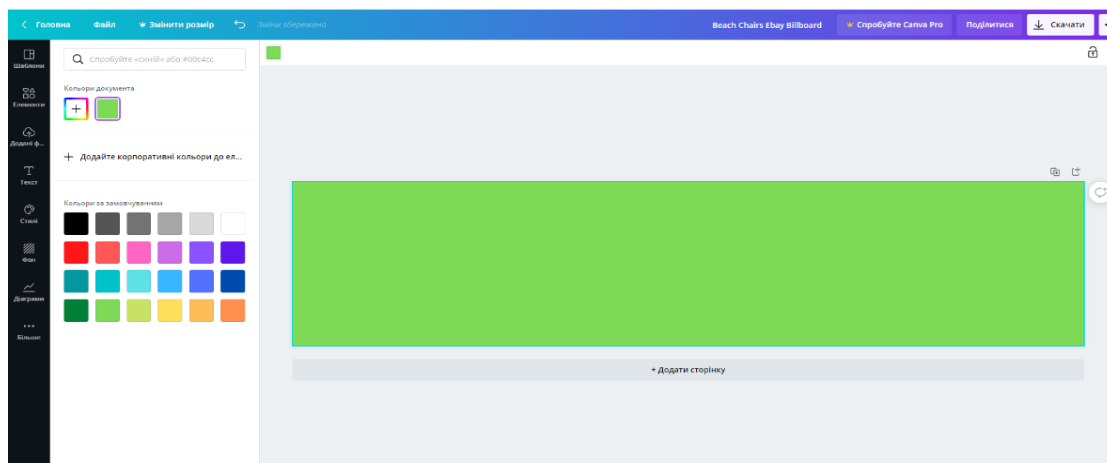 Головна Файл Змінити розмір Зміни збережено Beach Chairs Ebay Billboard Спробуйте Canva Pro Поділитися Скачати
Шаблони
Елементи
Додані ф...
Текст
Стилі
Фон
Діаграми
Більше
Спробуйте «синій» або #00c4cc
Кольори документа
+ Додайте корпоративні кольори до ел...
Кольори за замовчуванням
+ Додати сторінку